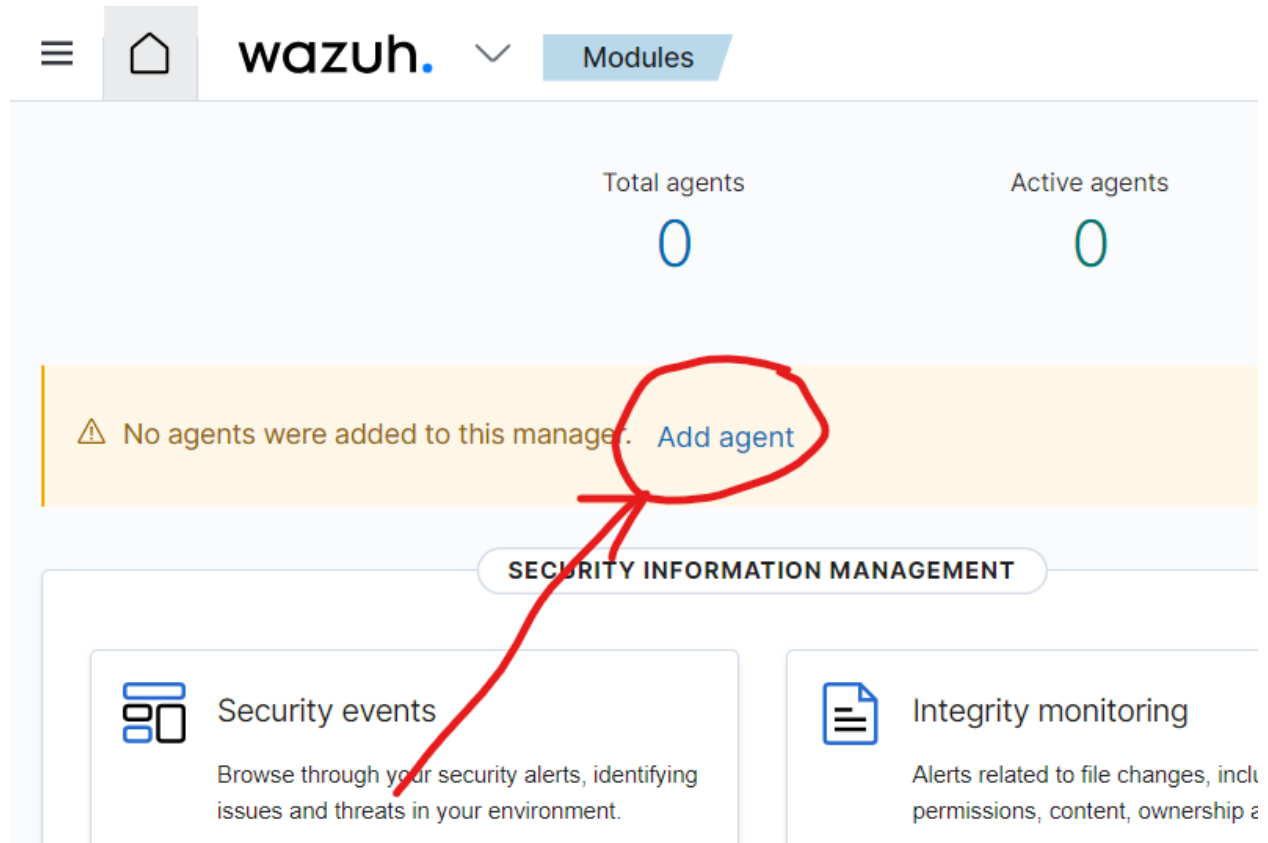 wazuh. Modules
Total agents Active agents
0 0
No agents were added to this manager. Add agent
SECURITY INFORMATION MANAGEMENT
Security events Integrity monitoring
Browse through your security alerts, identifying Alerts related to file changes,
issues and threats in your environment. permissions, content, ownership